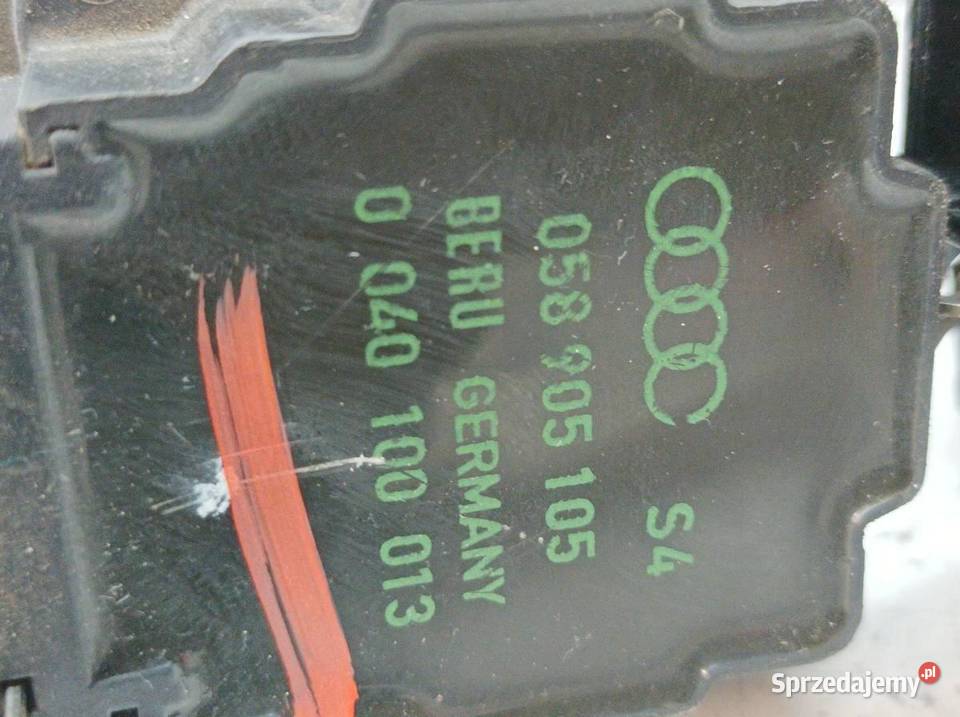 S4
058 905 105
BERU GERMANY
0 040 100 013
Sprzedajemy.pl